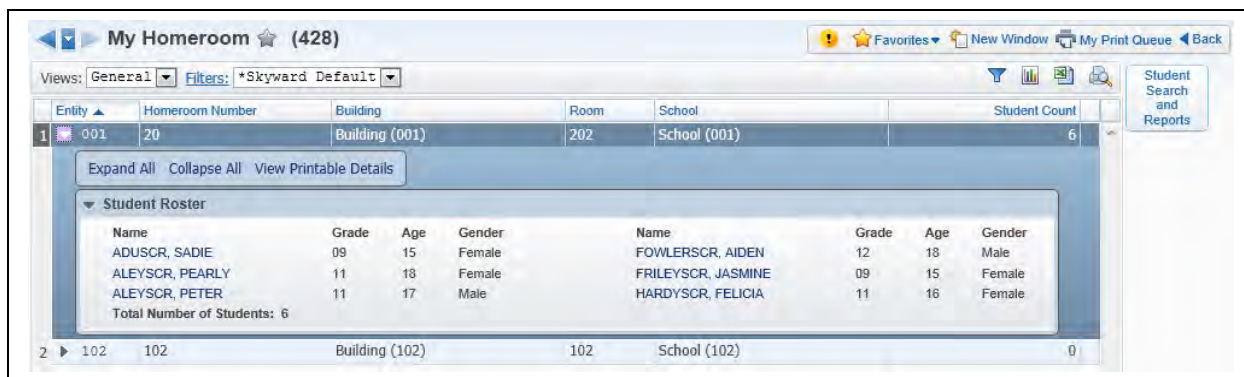 My Homeroom (428)
Favorites New Window My Print Queue Back
Views: General Filters: *Skyward Default
Student Search and Reports
Entity Homeroom Number Building Room School Student Count
1 001 20 Building (001) 202 School (001) 6
Expand All Collapse All View Printable Details
Student Roster
Name Grade Age Gender Name Grade Age Gender
ADUSCR, SADIE 09 15 Female FOWLERSCR, AIDEN 12 18 Male
ALEYSCR, PEARLY 11 18 Female FRILEYSCR, JASMINE 09 15 Female
ALEYSCR, PETER 11 17 Male HARDYSCR, FELICIA 11 16 Female
Total Number of Students: 6
2 102 102 Building (102) 102 School (102) 0